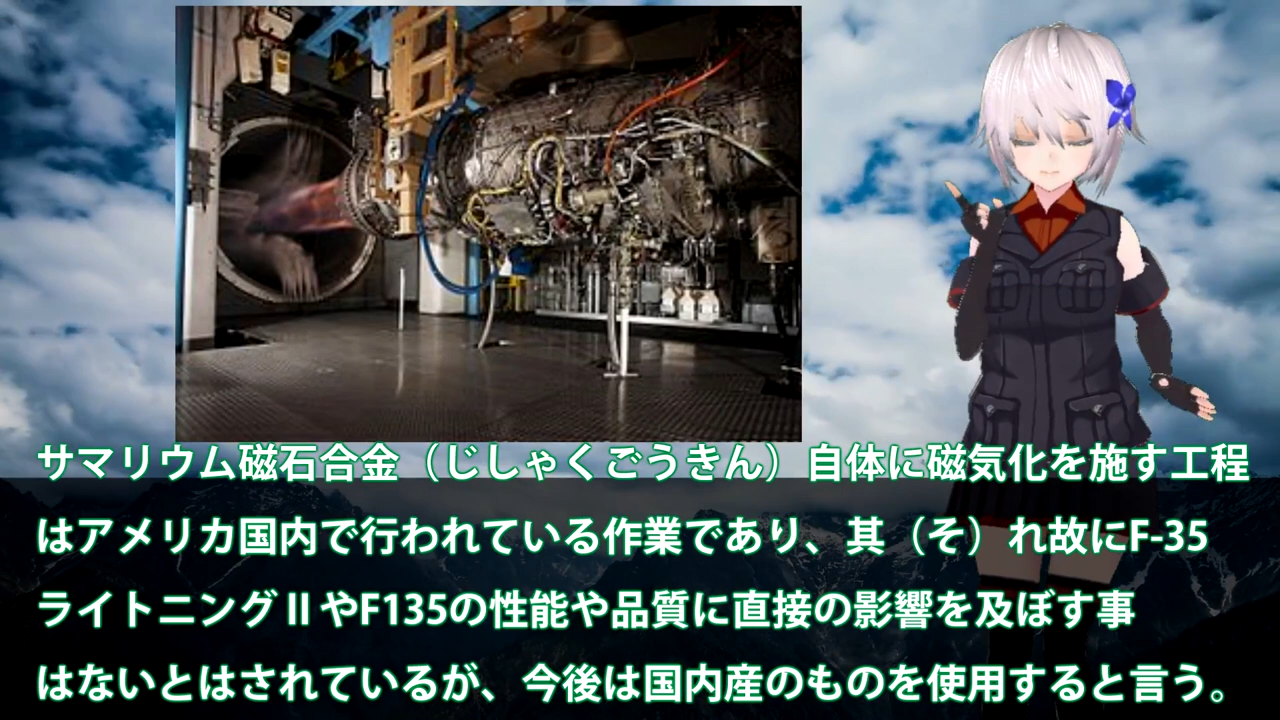 サマリウム磁石合金（じしゃくごうきん）自体に磁気化を施す工程
はアメリカ国内で行われている作業であり、其（そ）れ故にF-35
ライトニングⅡやF135の性能や品質に直接の影響を及ぼす事
はないとはされているが、今後は国内産のものを使用すると言う。